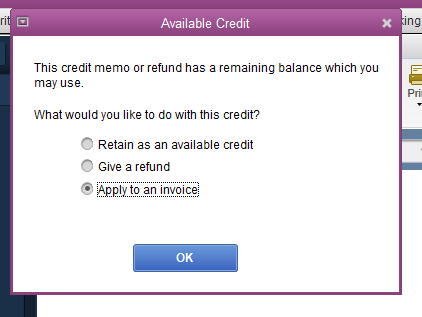 Available Credit
This credit memo or refund has a remaining balance which you
may use.
What would you like to do with this credit?
Retain as an available credit
Give a refund
Apply to an invoice
OK